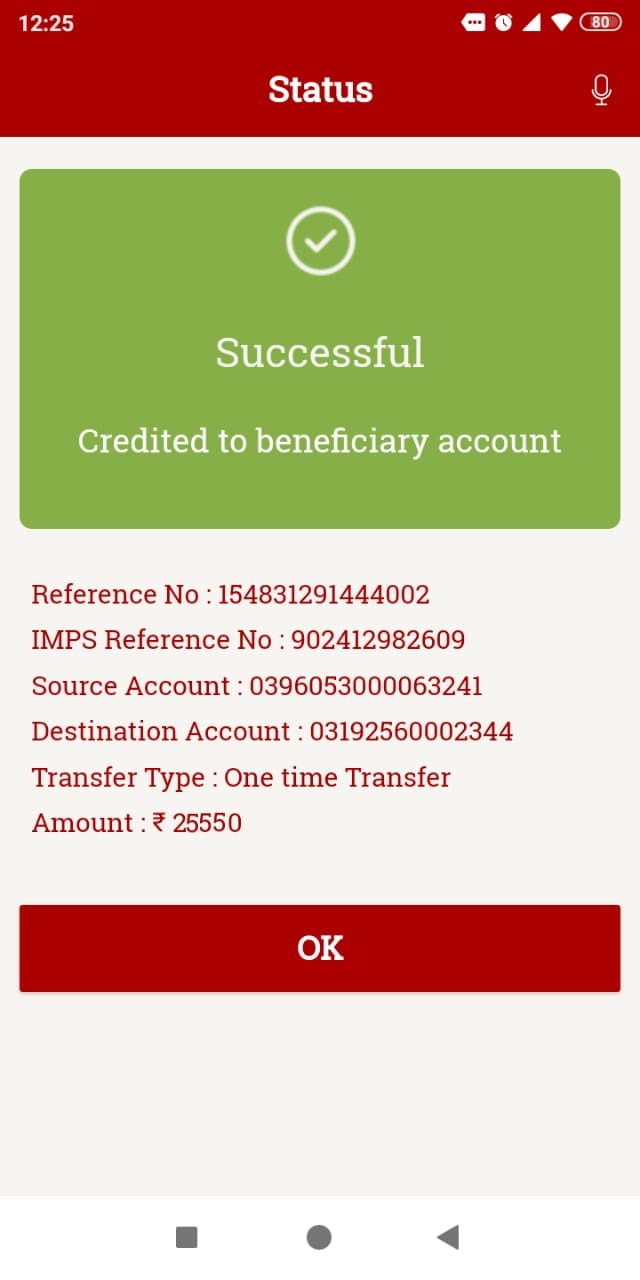 12:25
80
Status
Successful
Credited to beneficiary account
Reference No : 154831291444002
IMPS Reference No : 902412982609
Source Account : 0396053000063241
Destination Account : 03192560002344
Transfer Type : One time Transfer
Amount : ₹ 25550
OK